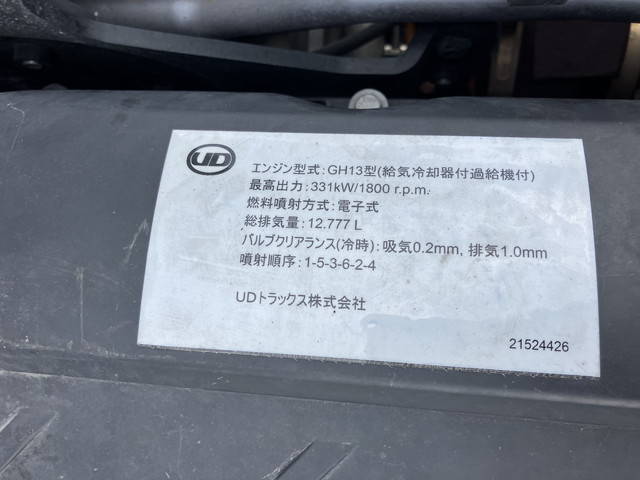 UD
エンジン型式：GH13型(給気冷却器付過給機付)
最高出力：331kW/1800 r.p.m.
燃料噴射方式：電子式
総排気量：12.777 L
バルブクリアランス(冷時)：吸気0.2mm, 排気1.0mm
噴射順序：1-5-3-6-2-4
UDトラックス株式会社
21524426